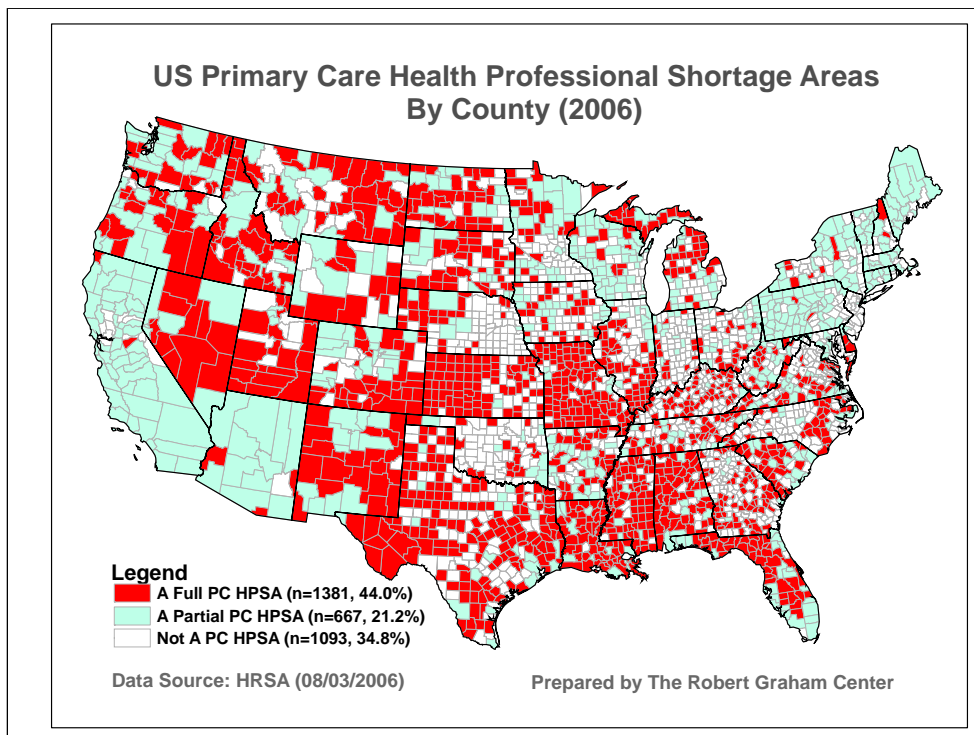 US Primary Care Health Professional Shortage Areas
By County (2006)
Legend
A Full PC HPSA (n=1381, 44.0%)
A Partial PC HPSA (n=667, 21.2%)
Not A PC HPSA (n=1093, 34.8%)
Data Source: HRSA (08/03/2006)
Prepared by The Robert Graham Center